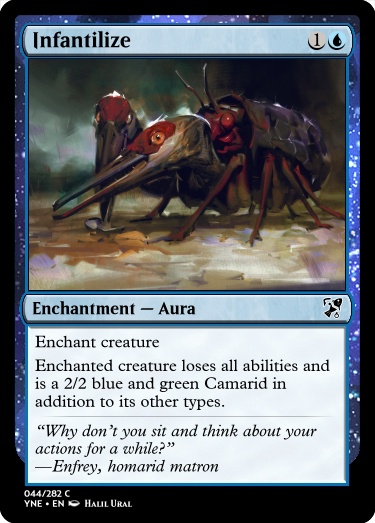 Infantilize 1
Enchantment — Aura
Enchant creature
Enchanted creature loses all abilities and
is a 2/2 blue and green Camarid in
addition to its other types.
“Why don’t you sit and think about your
actions for a while?”
—Enfrey, homarid matron
044/282 C
YNE • EN Halil Ural